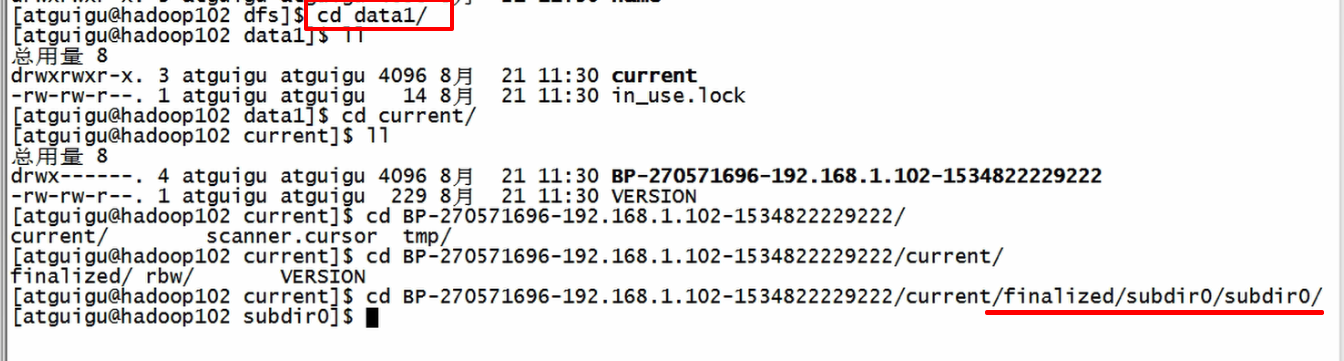 [atguigu@hadoop102 dfs]$ cd data1/
[atguigu@hadoop102 data1]$ ll
总用量 8
drwxrwxr-x. 3 atguigu atguigu 4096 8月  21 11:30 current
-rw-rw-r--. 1 atguigu atguigu   14 8月  21 11:30 in_use.lock
[atguigu@hadoop102 data1]$ cd current/
[atguigu@hadoop102 current]$ ll
总用量 8
drwx------. 4 atguigu atguigu 4096 8月  21 11:30 BP-270571696-192.168.1.102-1534822229222
-rw-rw-r--. 1 atguigu atguigu  229 8月  21 11:30 VERSION
[atguigu@hadoop102 current]$ cd BP-270571696-192.168.1.102-1534822229222/
current/        scanner.cursor  tmp/
[atguigu@hadoop102 current]$ cd BP-270571696-192.168.1.102-1534822229222/current/
finalized/ rbw/       VERSION
[atguigu@hadoop102 current]$ cd BP-270571696-192.168.1.102-1534822229222/current/finalized/subdir0/subdir0/
[atguigu@hadoop102 subdir0]$